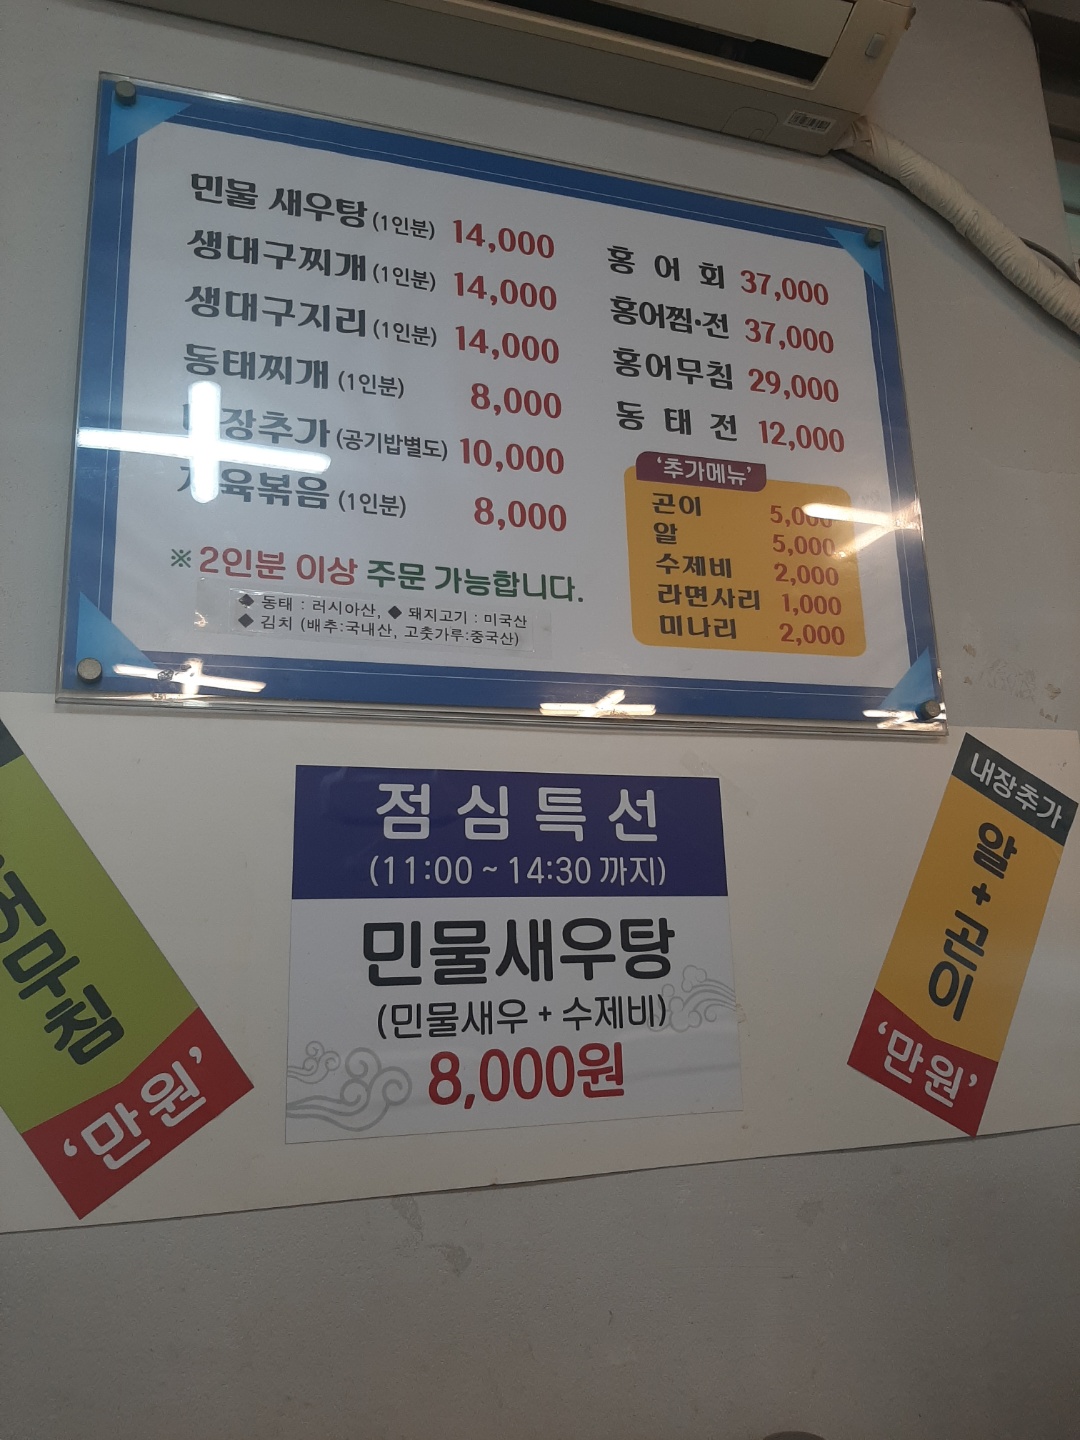 민물 새우탕 (1인분) 14,000
생대구찌개 (1인분) 14,000
생대구지리 (1인분) 14,000
동태찌개 (1인분) 8,000
장추가 (공기밥별도) 10,000
육볶음 (1인분) 8,000
※ 2인분 이상 주문 가능합니다.
◆ 동태 : 러시아산, ◆ 돼지고기 : 미국산
◆ 김치 (배추:국내산, 고춧가루:중국산)
홍 어 회 37,000
홍어찜·전 37,000
홍어무침 29,000
동 태 전 12,000
'추가메뉴'
곤이 5,000
알 5,000
수제비 2,000
라면사리 1,000
미나리 2,000
점 심 특 선
(11:00 ~ 14:30 까지)
민물새우탕
(민물새우 + 수제비)
8,000원
어무침
'만원'
내장추가
알+곤이
'만원'